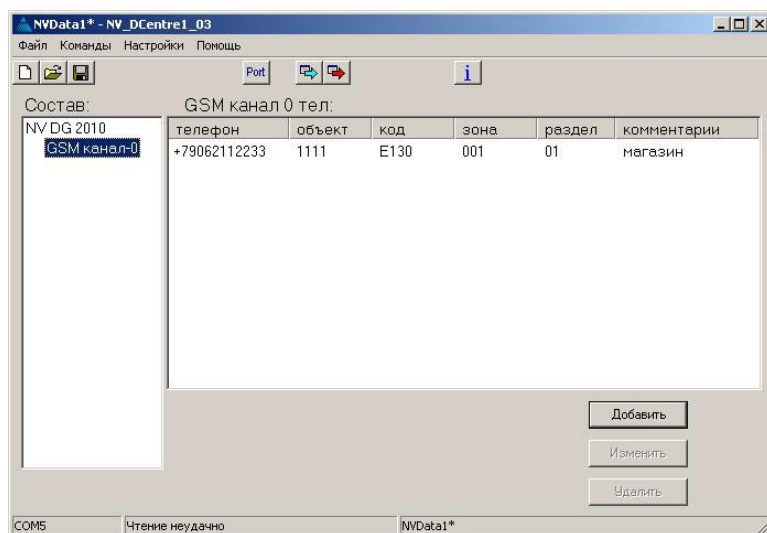 NVData1* - NV_DCentre1_03
Файл Команды Настройки Помощь
Port i
Состав: GSM канал 0 тел:
NV DG 2010
GSM канал-0
телефон объект код зона раздел комментарии
+79062112233 1111 E130 001 01 магазин
Добавить
Изменить
Удалить
COM5 Чтение неудачно NVData1*